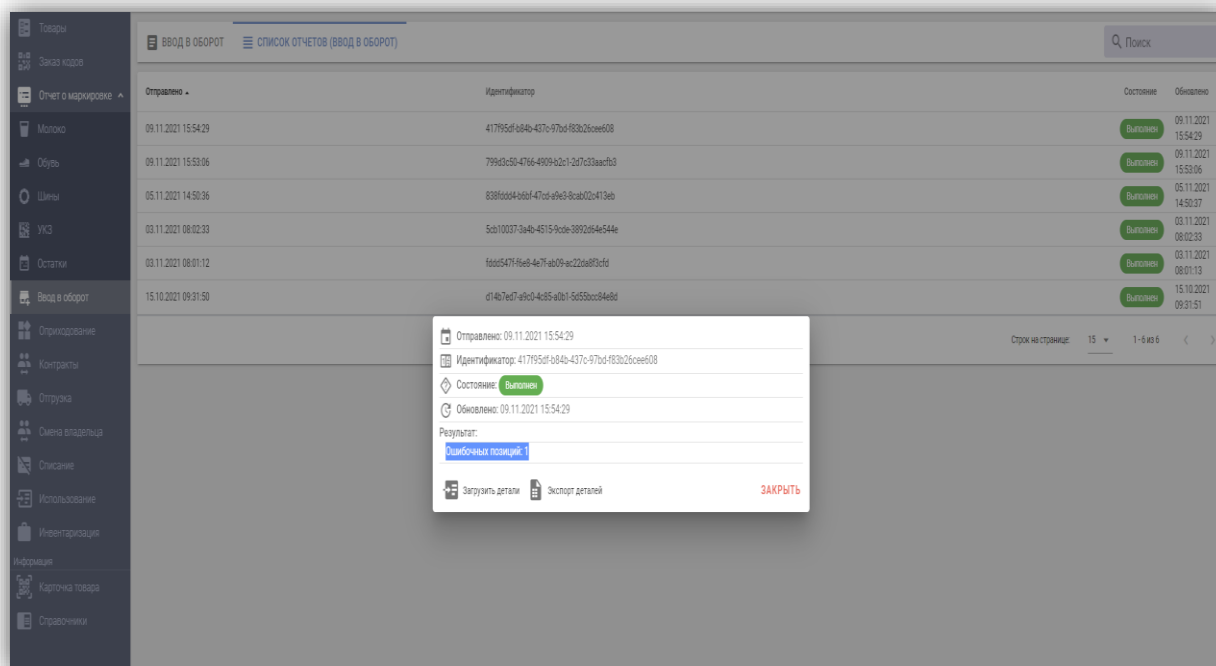 Товары
Заказ кодов
Отчет о маркировке
Молоко
Обувь
Шины
УКЗ
Остатки
Ввод в оборот
Оприходование
Контракты
Отгрузка
Смена владельца
Списание
Использование
Инвентаризация
Информация
Карточка товара
Справочники
ВВОД В ОБОРОТ СПИСОК ОТЧЕТОВ (ВВОД В ОБОРОТ) Поиск
Отправлено Идентификатор Состояние Обновлено
09.11.2021 15:54:29 417f95df-b84b-437c-97bd-f83b26cee608 Выполнен 09.11.2021
15:54:29
09.11.2021 15:53:06 799d3c50-4766-4909-b2c1-2d7c33aacfb3 Выполнен 09.11.2021
15:53:06
05.11.2021 14:50:36 838fddd4-b6bf-47cd-a9e3-8cab02c413eb Выполнен 05.11.2021
14:50:37
03.11.2021 08:02:33 5cb10037-3a4b-4515-9cde-3892d64e544e Выполнен 03.11.2021
08:02:33
03.11.2021 08:01:12 fddd547f-f6e8-4e7f-ab09-ac22da8f3cfd Выполнен 03.11.2021
08:01:13
15.10.2021 09:31:50 d14b7ed7-a9c0-4c85-a0b1-5d55bcc84e8d Выполнен 15.10.2021
09:31:51
Строк на странице: 15 1-6 из 6
Отправлено: 09.11.2021 15:54:29
Идентификатор: 417f95df-b84b-437c-97bd-f83b26cee608
Состояние: Выполнен
Обновлено: 09.11.2021 15:54:29
Результат:
Ошибочных позиций: 1
Загрузить детали Экспорт деталей ЗАКРЫТЬ